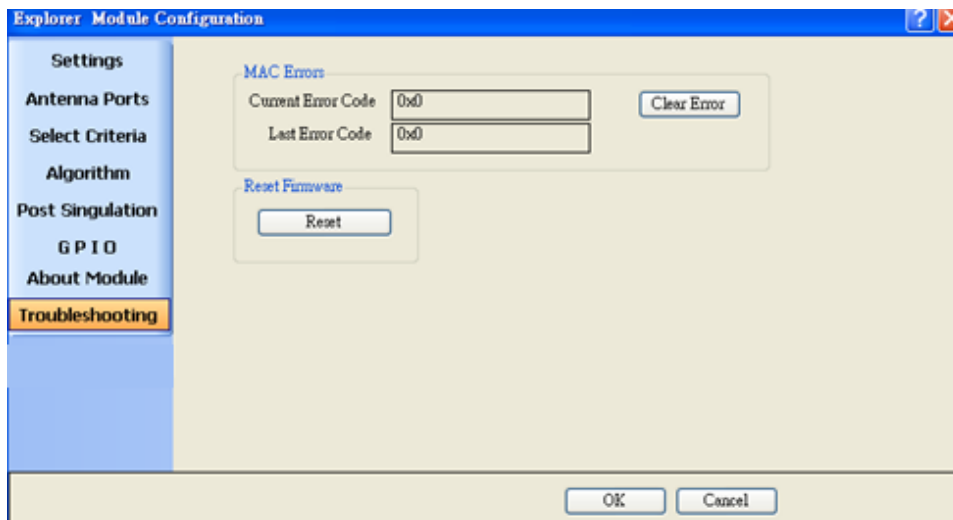 Explorer Module Configuration
Settings
Antenna Ports
Select Criteria
Algorithm
Post Singulation
GPIO
About Module
Troubleshooting
MAC Errors
Current Error Code 0x0 Clear Error
Last Error Code 0x0
Reset Firmware
Reset
OK Cancel